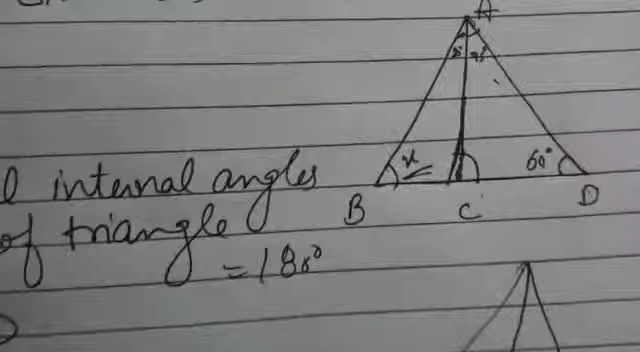 A
x
60°
l internal angles
B
C
D
of triangle
= 180°